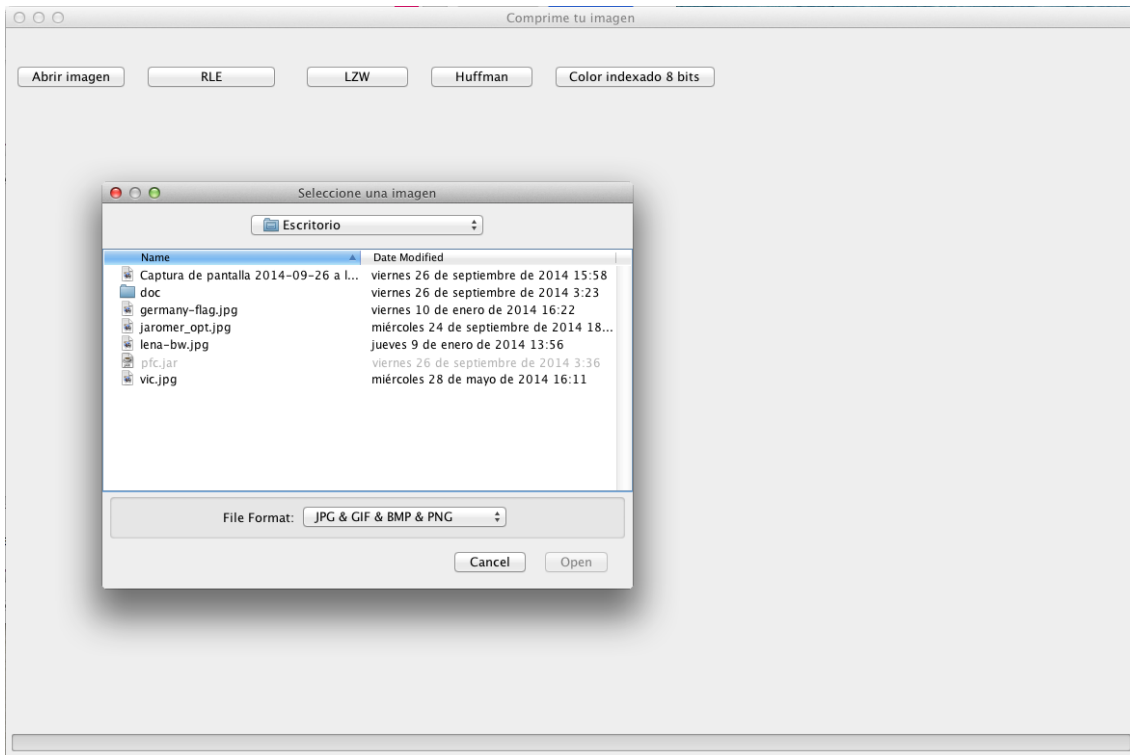 Comprime tu imagen
Abrir imagen RLE LZW Huffman Color indexado 8 bits
Seleccione una imagen
Escritorio
Name Date Modified
Captura de pantalla 2014-09-26 a l... viernes 26 de septiembre de 2014 15:58
doc viernes 26 de septiembre de 2014 3:23
germany-flag.jpg viernes 10 de enero de 2014 16:22
jaromer_opt.jpg miércoles 24 de septiembre de 2014 18...
lena-bw.jpg jueves 9 de enero de 2014 13:56
pfc.jar viernes 26 de septiembre de 2014 3:36
vic.jpg miércoles 28 de mayo de 2014 16:11
File Format: JPG & GIF & BMP & PNG
Cancel Open